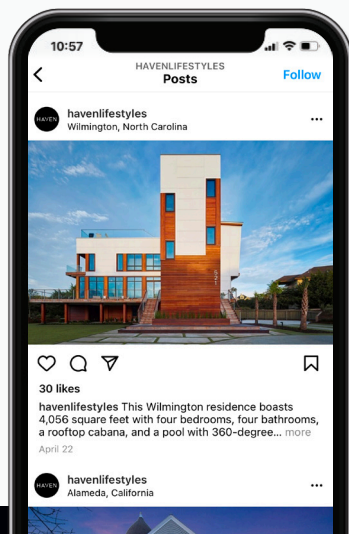 10:57
HAVENLIFESTYLES
Posts
Follow
HAVEN
havenlifestyles
Wilmington, North Carolina
30 likes
havenlifestyles This Wilmington residence boasts
4,056 square feet with four bedrooms, four bathrooms,
a rooftop cabana, and a pool with 360-degree... more
April 22
HAVEN
havenlifestyles
Alameda, California